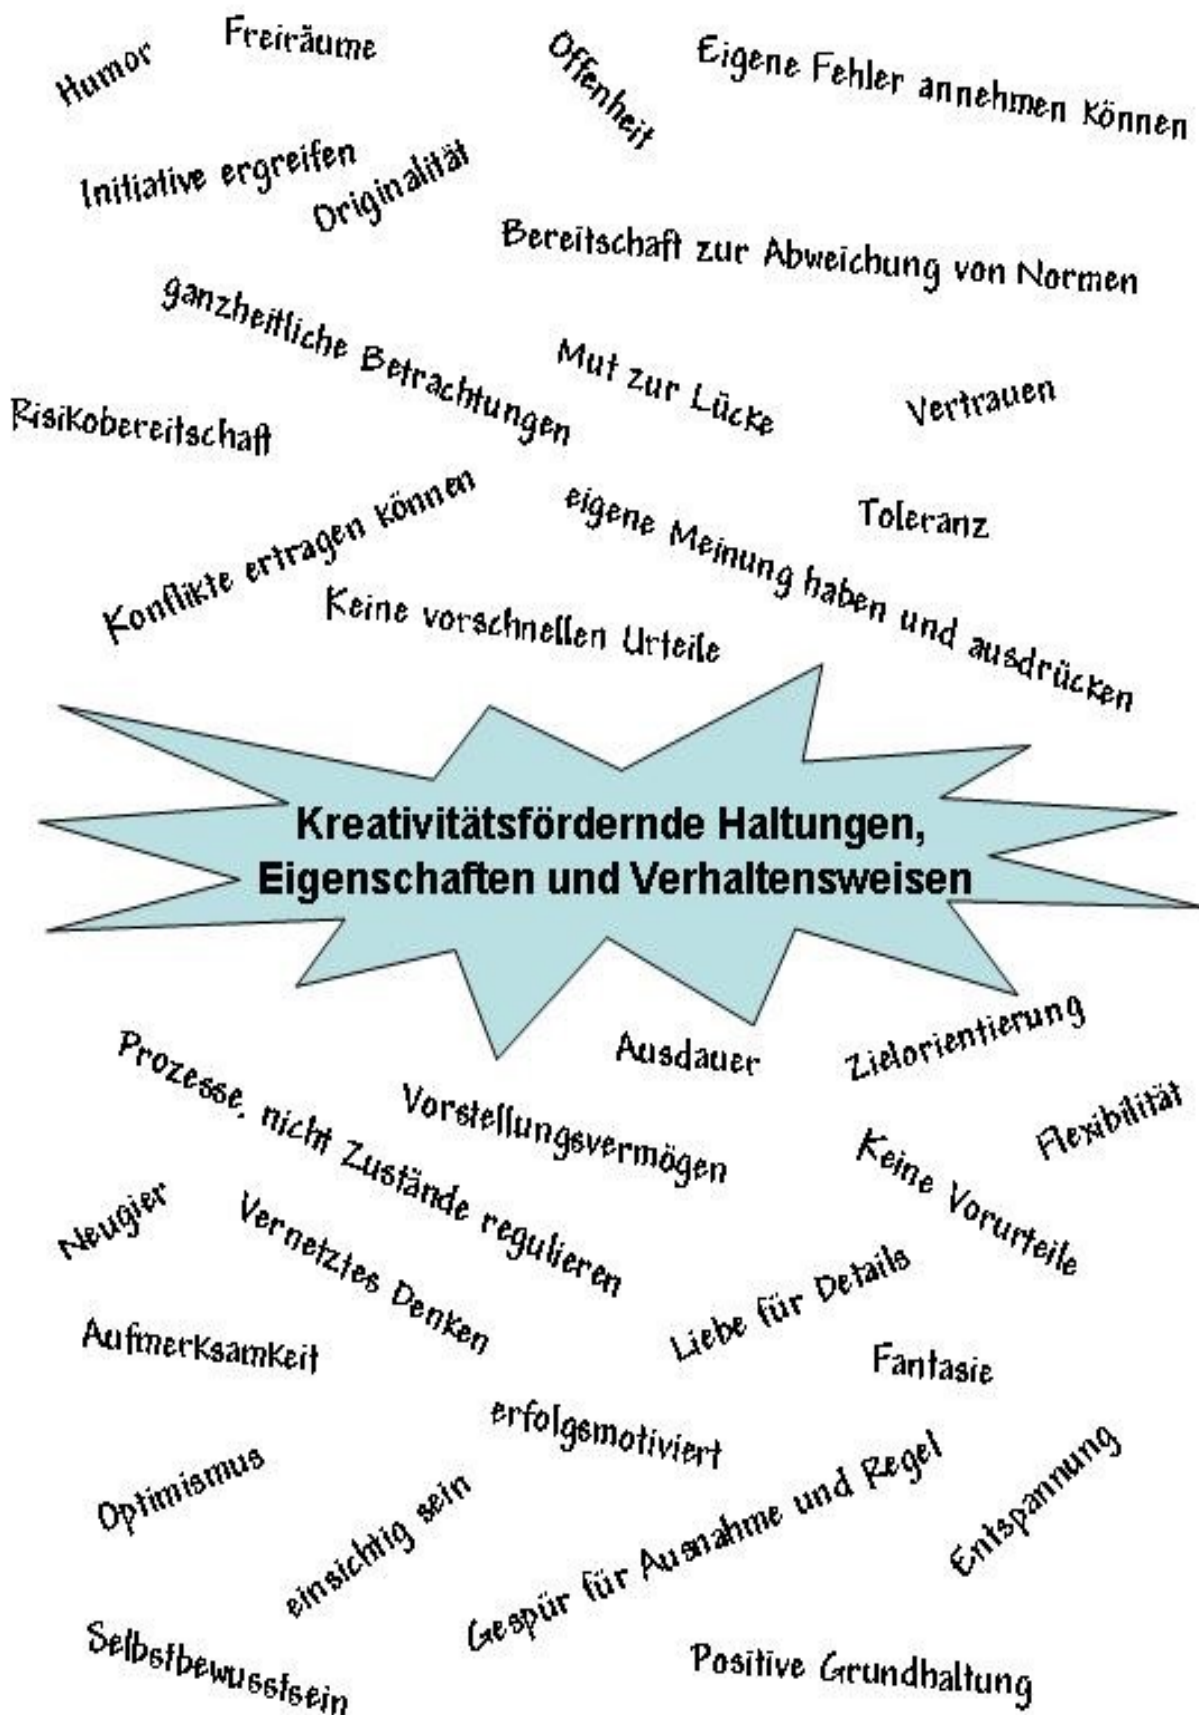 Humor
Freiräume
Offenheit
Eigene Fehler annehmen können
Initiative ergreifen
Originalität
Bereitschaft zur Abweichung von Normen
ganzheitliche Betrachtungen
Mut zur Lücke
Vertrauen
Risikobereitschaft
Konflikte ertragen können
eigene Meinung haben und ausdrücken
Toleranz
Keine vorschnellen Urteile
Kreativitätsfördernde Haltungen,
Eigenschaften und Verhaltensweisen
Prozesse, nicht Zustände regulieren
Ausdauer
Zielorientierung
Vorstellungsvermögen
Flexibilität
Keine Vorurteile
Neugier
Vernetztes Denken
Liebe für Details
Aufmerksamkeit
Fantasie
erfolgsmotiviert
Optimismus
einsichtig sein
Gespür für Ausnahme und Regel
Entspannung
Selbstbewusstsein
Positive Grundhaltung